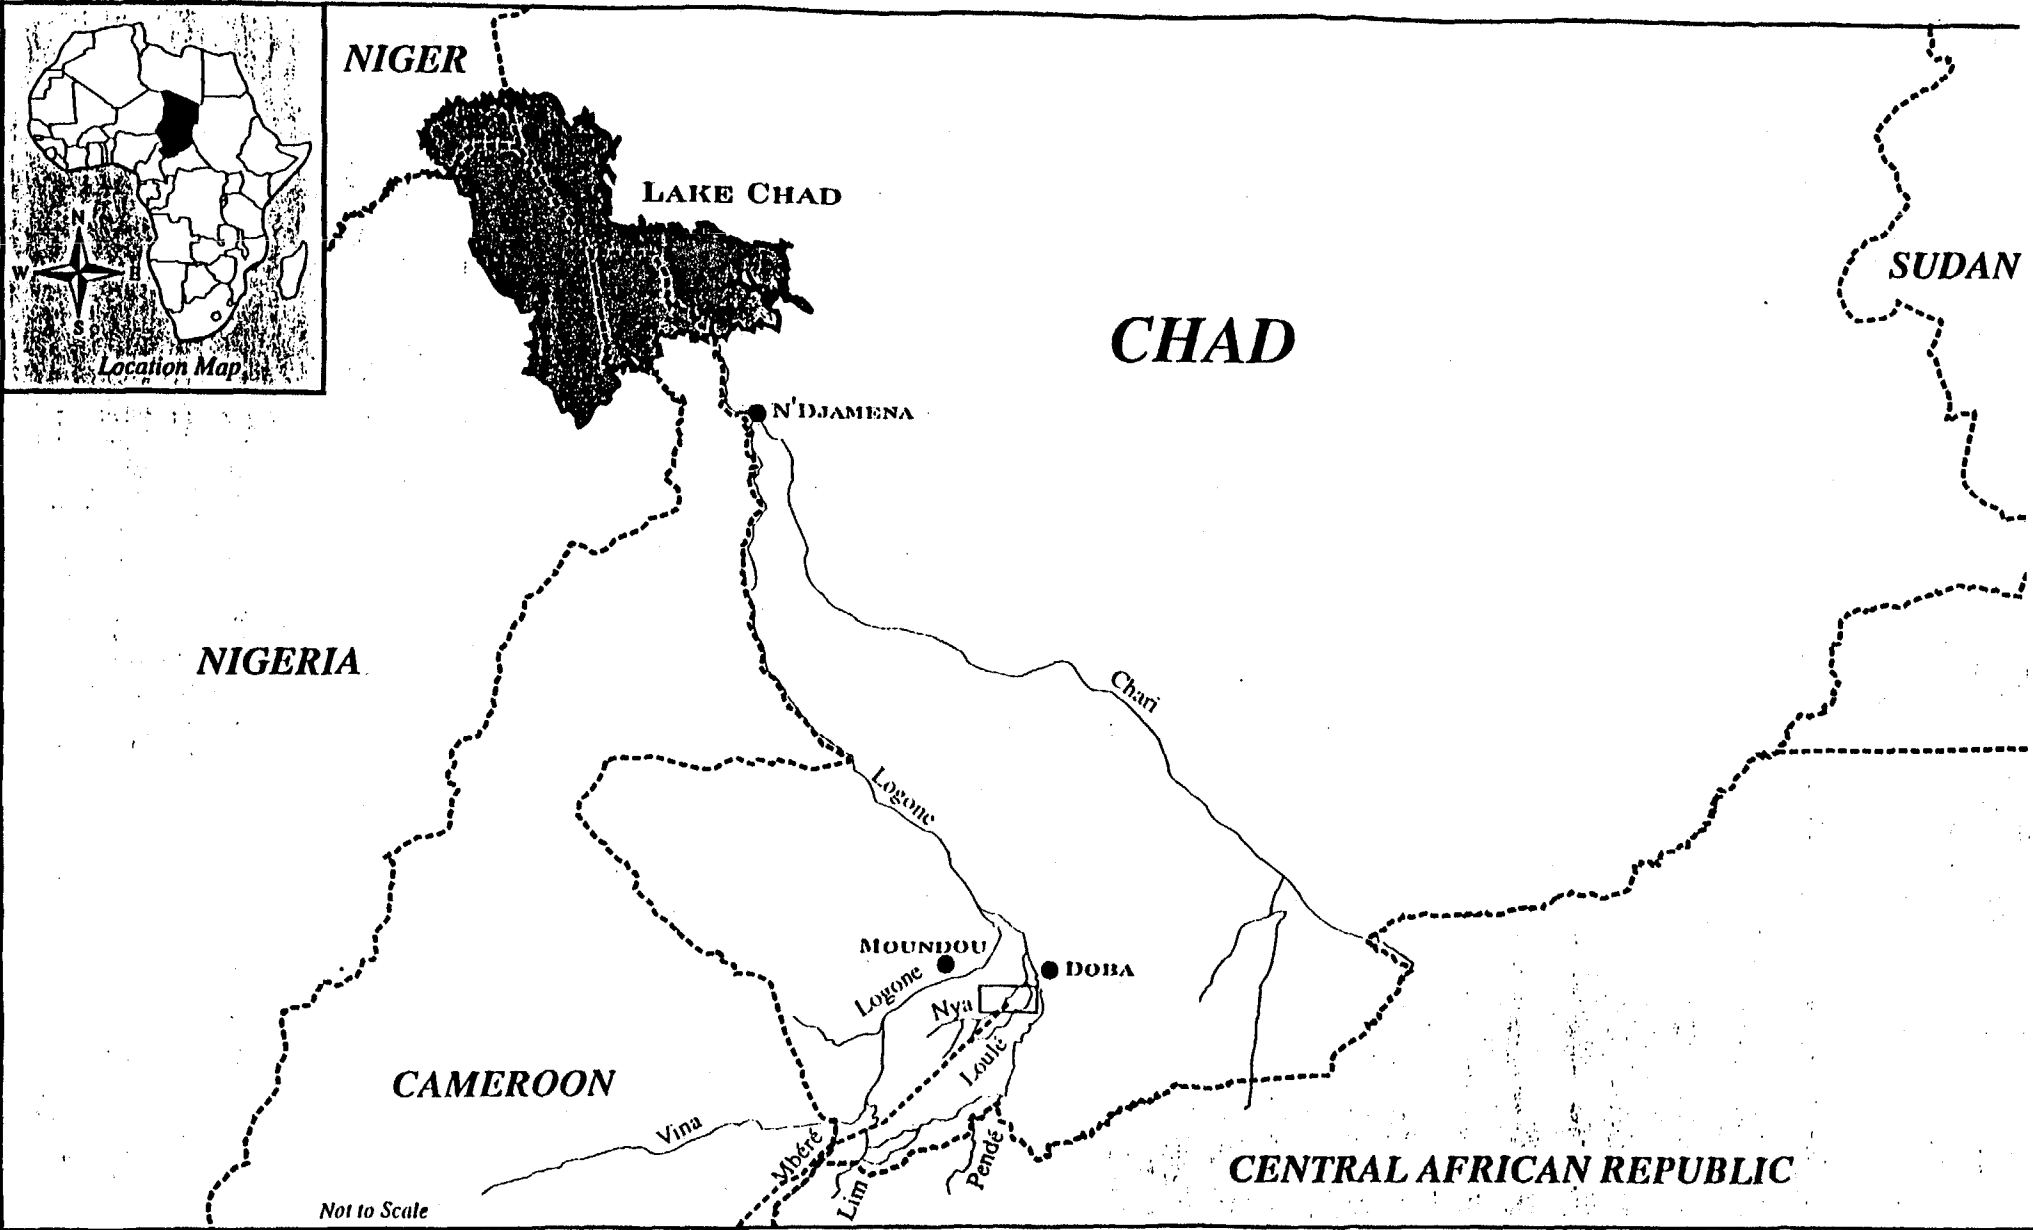 NIGER
LAKE CHAD
N
W
E
S
Location Map
SUDAN
CHAD
N'DJAMENA
NIGERIA
Chari
Logone
MOUNDOU
DOBA
Logone
Nya
Loulé
CAMEROON
Vina
Mbéré
Lim
Pendé
CENTRAL AFRICAN REPUBLIC
Not to Scale